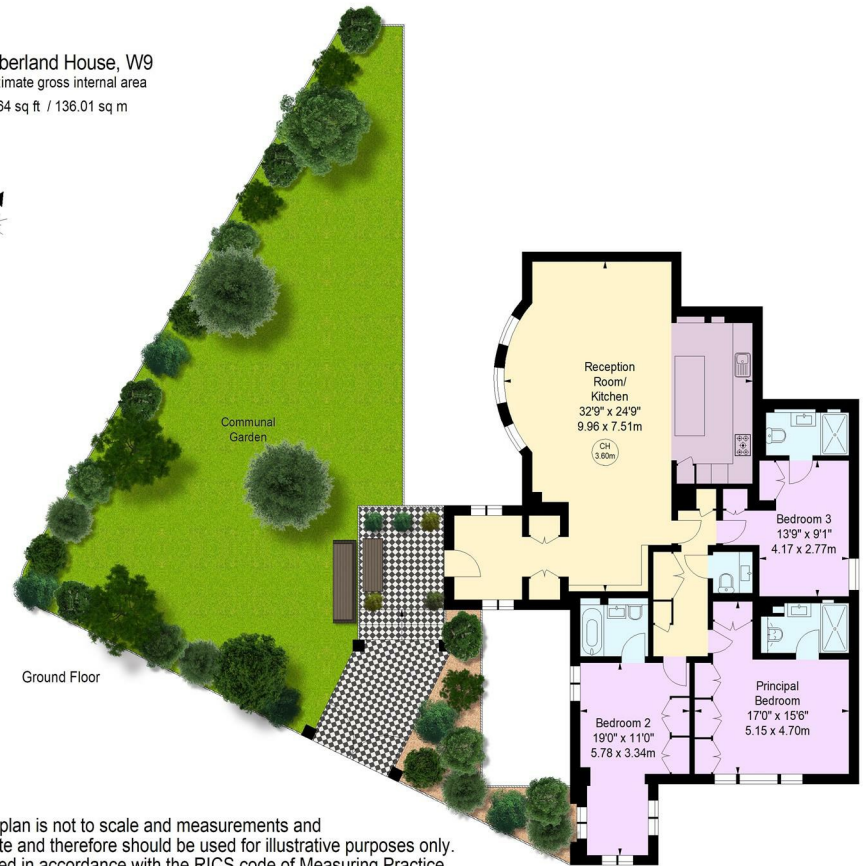 berland House, W9
imate gross internal area
64 sq ft / 136.01 sq m
Communal
Garden
Reception
Room/
Kitchen
32'9" x 24'9"
9.96 x 7.51m
CH
3.60m
Bedroom 3
13'9" x 9'1"
4.17 x 2.77m
Principal
Bedroom
17'0" x 15'6"
5.15 x 4.70m
Bedroom 2
19'0" x 11'0"
5.78 x 3.34m
Ground Floor
plan is not to scale and measurements and
te and therefore should be used for illustrative purposes only.
ed in accordance with the RICS code of Measuring Practice